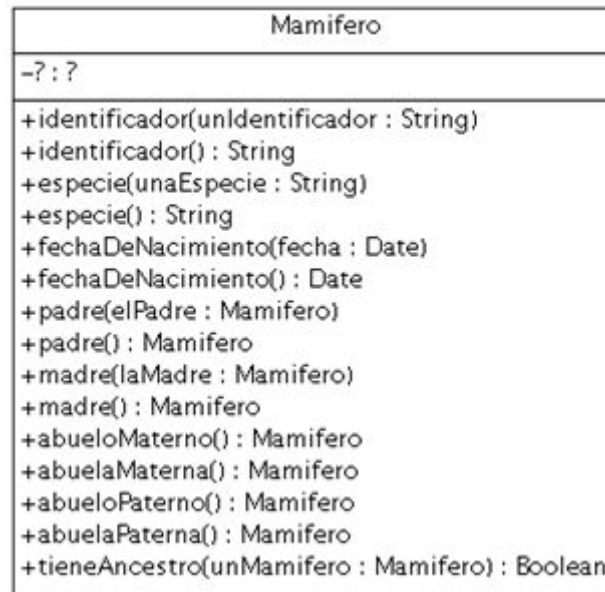 Mamifero
-? : ?
+identificador(unIdentificador : String)
+identificador() : String
+especie(unaEspecie : String)
+especie() : String
+fechaDeNacimiento(fecha : Date)
+fechaDeNacimiento() : Date
+padre(elPadre : Mamifero)
+padre() : Mamifero
+madre(laMadre : Mamifero)
+madre() : Mamifero
+abueloMaterno() : Mamifero
+abuelaMaterna() : Mamifero
+abueloPaterno() : Mamifero
+abuelaPaterna() : Mamifero
+tieneAncestro(unMamifero : Mamifero) : Boolean